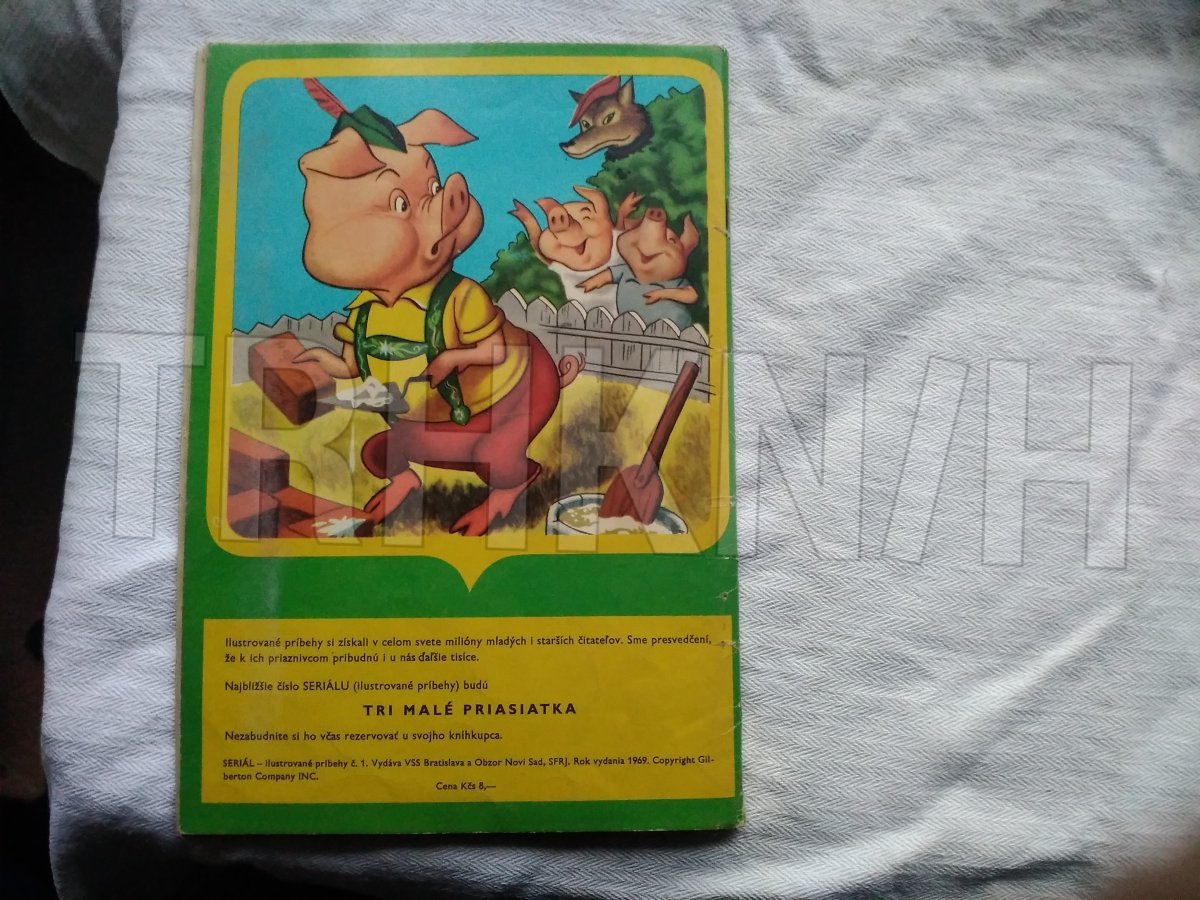 TRHKNÍH
Ilustrované príbehy si získali v celom svete milióny mladých i starších čitateľov. Sme presvedčení,
že k ich priaznivcom pribudnú i u nás ďaľšie tisíce.
Najbližšie číslo SERIÁLU (ilustrované príbehy) budú
TRI MALÉ PRIASIATKA
Nezabudnite si ho včas rezervovať u svojho kníhkupca.
SERIÁL – ilustrované príbehy č. 1. Vydáva VSS Bratislava a Obzor Novi Sad, SFRJ. Rok vydania 1969. Copyright Gil-
berton Company INC.
Cena Kčs 8,—